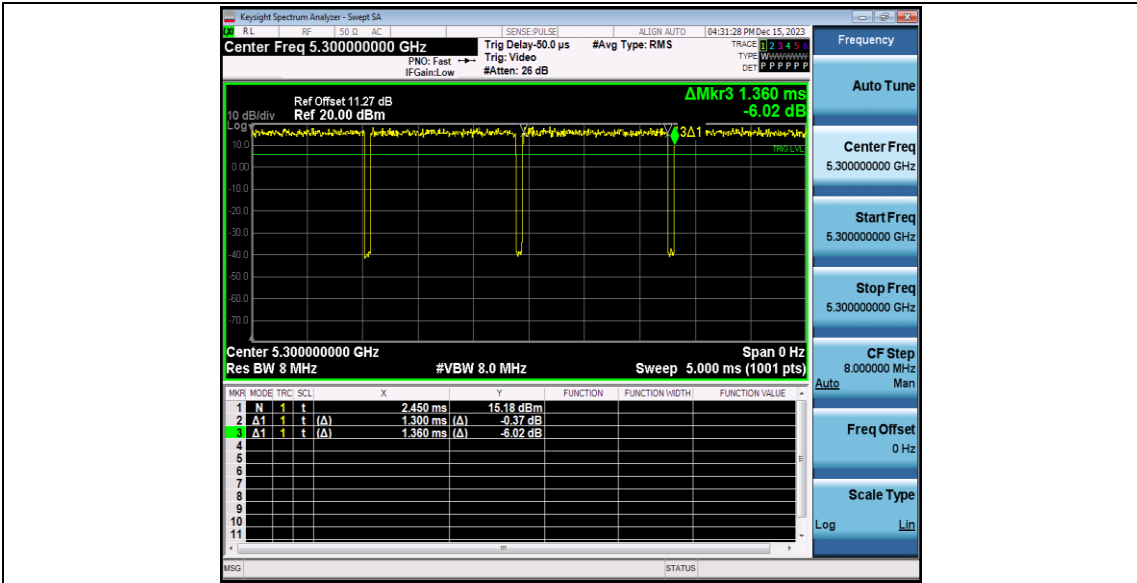 Keysight Spectrum Analyzer - Swept SA
RL RF 50 Ω AC SENSE:PULSE ALIGN AUTO 04:31:28 PM Dec 15, 2023
Center Freq 5.300000000 GHz
PNO: Fast
IFGain:Low
Trig Delay-50.0 µs
Trig: Video
#Atten: 26 dB
#Avg Type: RMS
TRACE 1 2 3 4 5 6
TYPE W
DET P P P P P P
Frequency
Ref Offset 11.27 dB
10 dB/div Ref 20.00 dBm
Log
ΔMkr3 1.360 ms
-6.02 dB
3Δ1
TRIG LVL
10.0
0.00
-10.0
-20.0
-30.0
-40.0
-50.0
-60.0
-70.0
Center 5.300000000 GHz Span 0 Hz
Res BW 8 MHz #VBW 8.0 MHz Sweep 5.000 ms (1001 pts)
MKR MODE TRC SCL X Y FUNCTION FUNCTION WIDTH FUNCTION VALUE
1 N 1 t 2.450 ms 15.18 dBm
2 Δ1 1 t (Δ) 1.300 ms (Δ) -0.37 dB
3 Δ1 1 t (Δ) 1.360 ms (Δ) -6.02 dB
4
5
6
7
8
9
10
11
MSG STATUS
Auto Tune
Center Freq
5.300000000 GHz
Start Freq
5.300000000 GHz
Stop Freq
5.300000000 GHz
CF Step
8.000000 MHz
Auto Man
Freq Offset
0 Hz
Scale Type
Log Lin